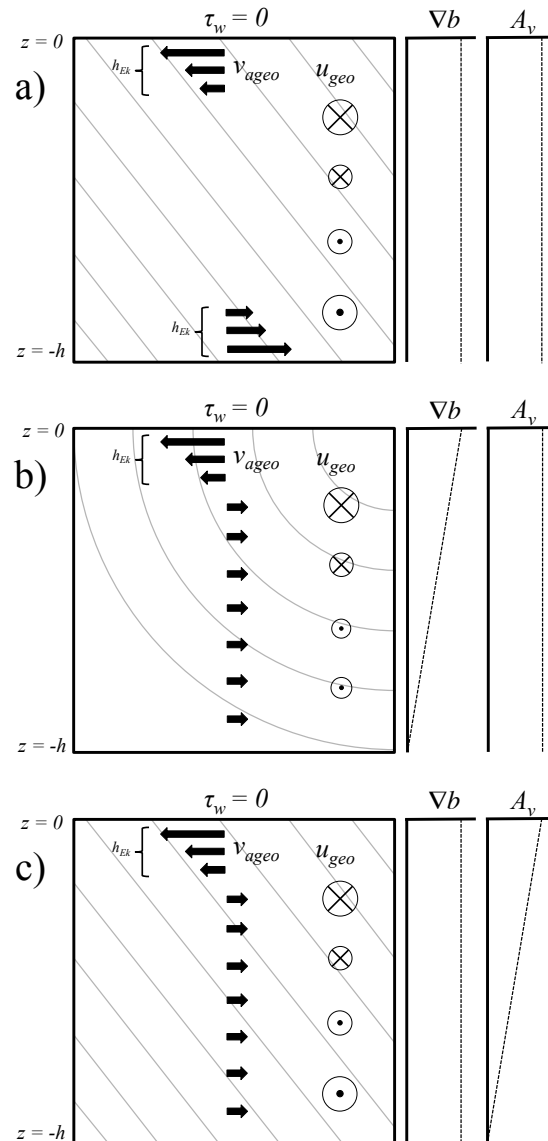 τw = 0
∇b
Av
z=0
a)
hEk
vageo
ugeo
hEk
z = -h
τw = 0
∇b
Av
z=0
b)
hEk
vageo
ugeo
z = -h
τw = 0
∇b
Av
z=0
c)
hEk
vageo
ugeo
z = -h